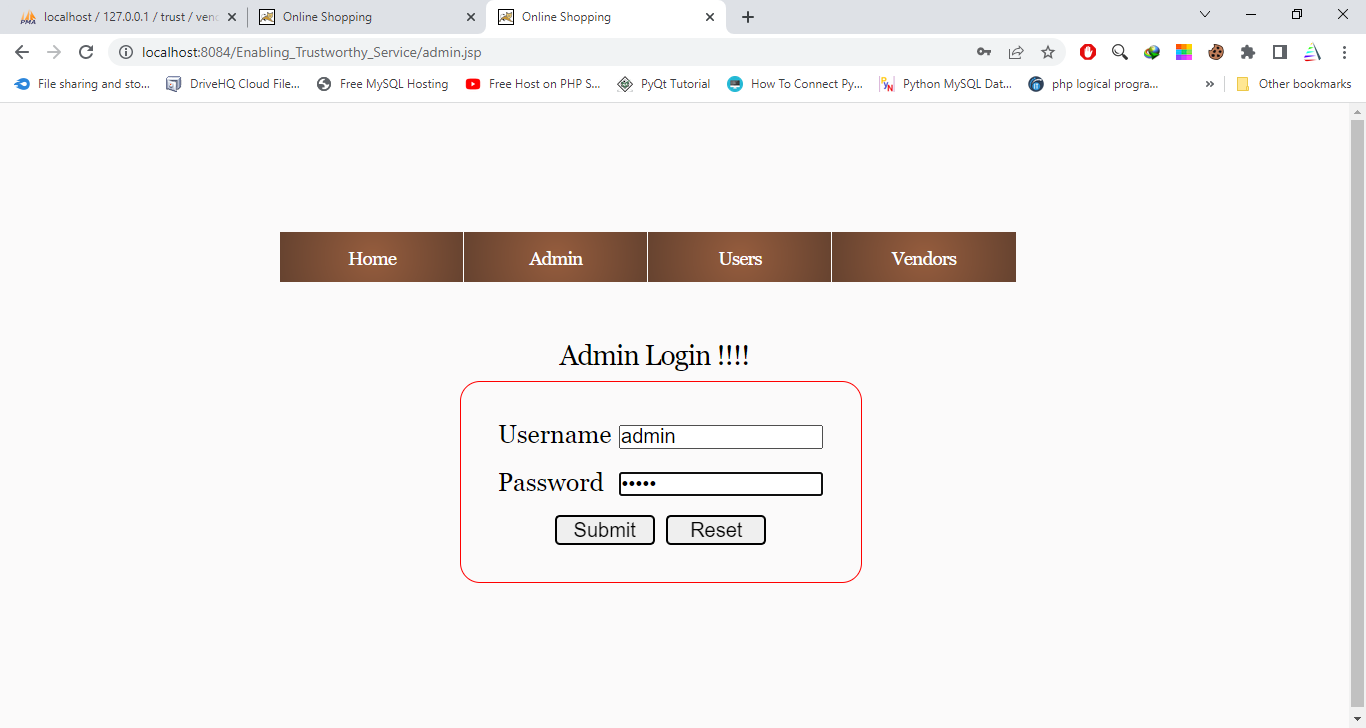 PMA localhost / 127.0.0.1 / trust / vend Online Shopping Online Shopping
localhost:8084/Enabling_Trustworthy_Service/admin.jsp
File sharing and sto... DriveHQ Cloud File... Free MySQL Hosting Free Host on PHP S... PyQt Tutorial How To Connect Py... Python MySQL Dat... php logical progra... » Other bookmarks
Home Admin Users Vendors
Admin Login !!!!
Username admin
Password •••••
Submit Reset